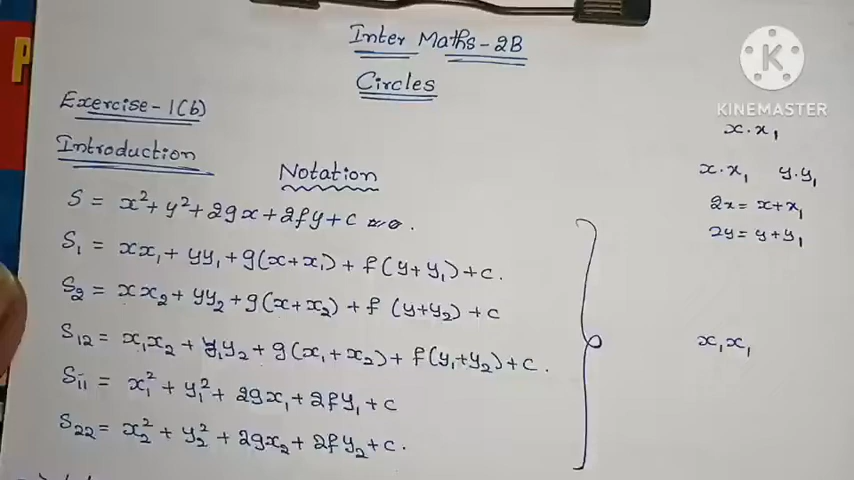 Inter Maths-2B
Circles
KINEMASTER
Exercise-1(b)
Introduction
Notation
S = x² + y² + 2gx + 2fy + c
S₁ = xx₁ + yy₁ + g(x+x₁) + f(y+y₁) + c.
S₂ = xx₂ + yy₂ + g(x+x₂) + f(y+y₂) + c
S₁₂ = x₁x₂ + y₁y₂ + g(x₁+x₂) + f(y₁+y₂) + c.
S₁₁ = x₁² + y₁² + 2gx₁ + 2fy₁ + c
S₂₂ = x₂² + y₂² + 2gx₂ + 2fy₂ + c.
x·x₁
x·x₁ y·y₁
2x = x+x₁
2y = y+y₁
x₁x₁